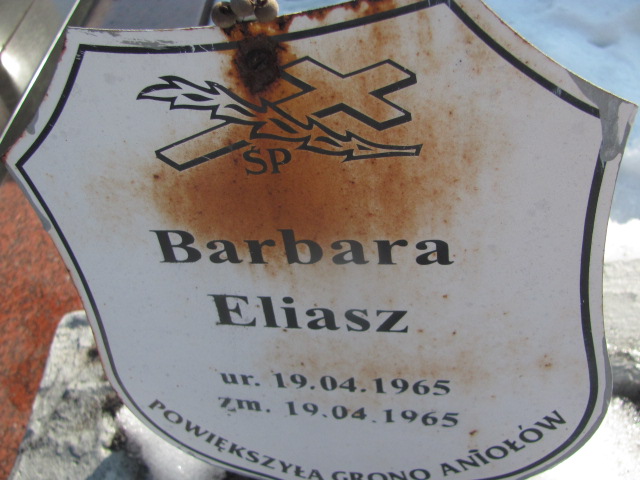 ŚP
Barbara
Eliasz
ur. 19.04.1965
zm. 19.04.1965
POWIĘKSZYŁA GRONO ANIOŁÓW